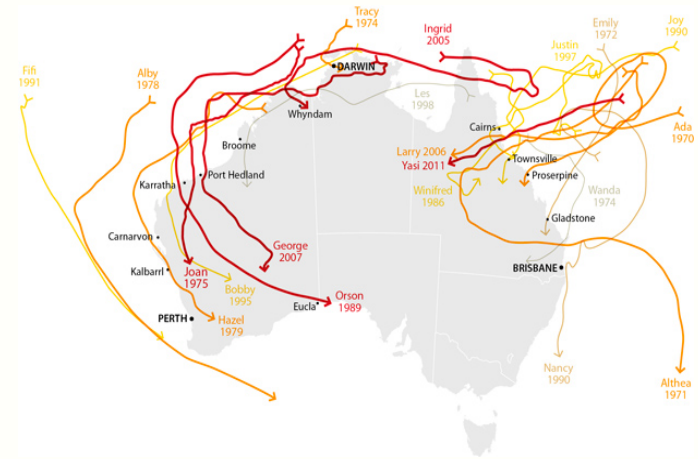 Tracy
1974
Ingrid
2005
Emily
1972
Joy
1990
Justin
1997
Fifi
1991
Alby
1978
DARWIN
Les
1998
Whyndam
Cairns
Ada
1970
Broome
Larry 2006
Yasi 2011
Townsville
Proserpine
Karratha
Port Hedland
Winifred
1986
Wanda
1974
Gladstone
Carnarvon
George
2007
Kalbarrl
Joan
1975
BRISBANE
Bobby
1995
Orson
1989
Eucla
PERTH
Hazel
1979
Nancy
1990
Althea
1971